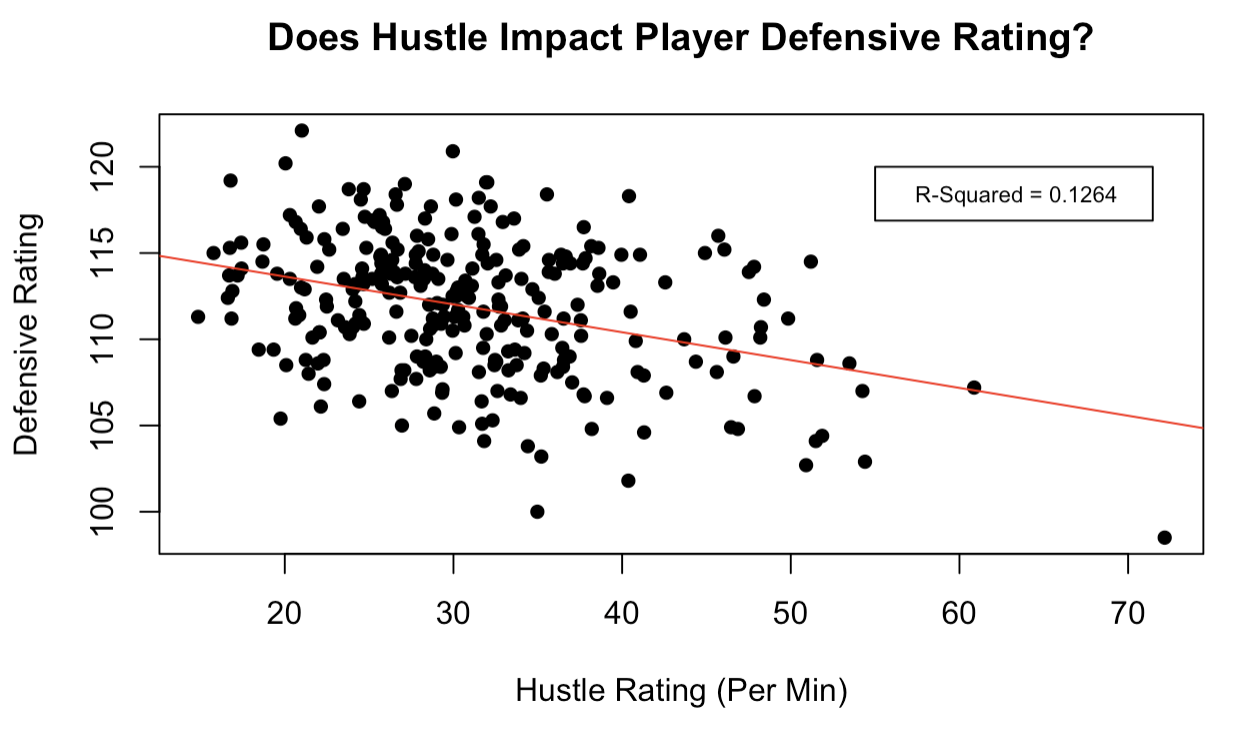 Does Hustle Impact Player Defensive Rating?
R-Squared = 0.1264
Defensive Rating
120
115
110
105
100
20 30 40 50 60 70
Hustle Rating (Per Min)